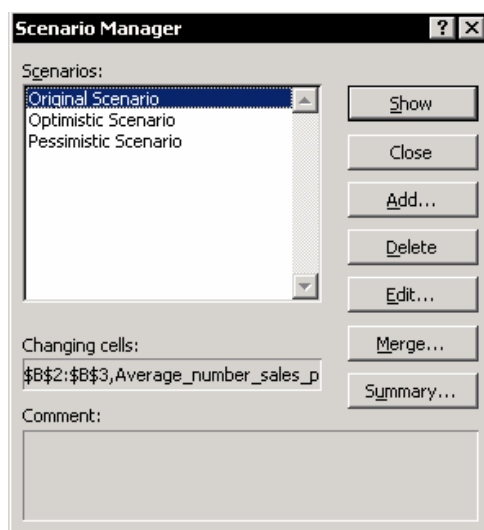 Scenario Manager
Scenarios:
Original Scenario
Optimistic Scenario
Pessimistic Scenario
Show
Close
Add...
Delete
Edit...
Merge...
Summary...
Changing cells:
$B$2:$B$3,Average_number_sales_p
Comment: